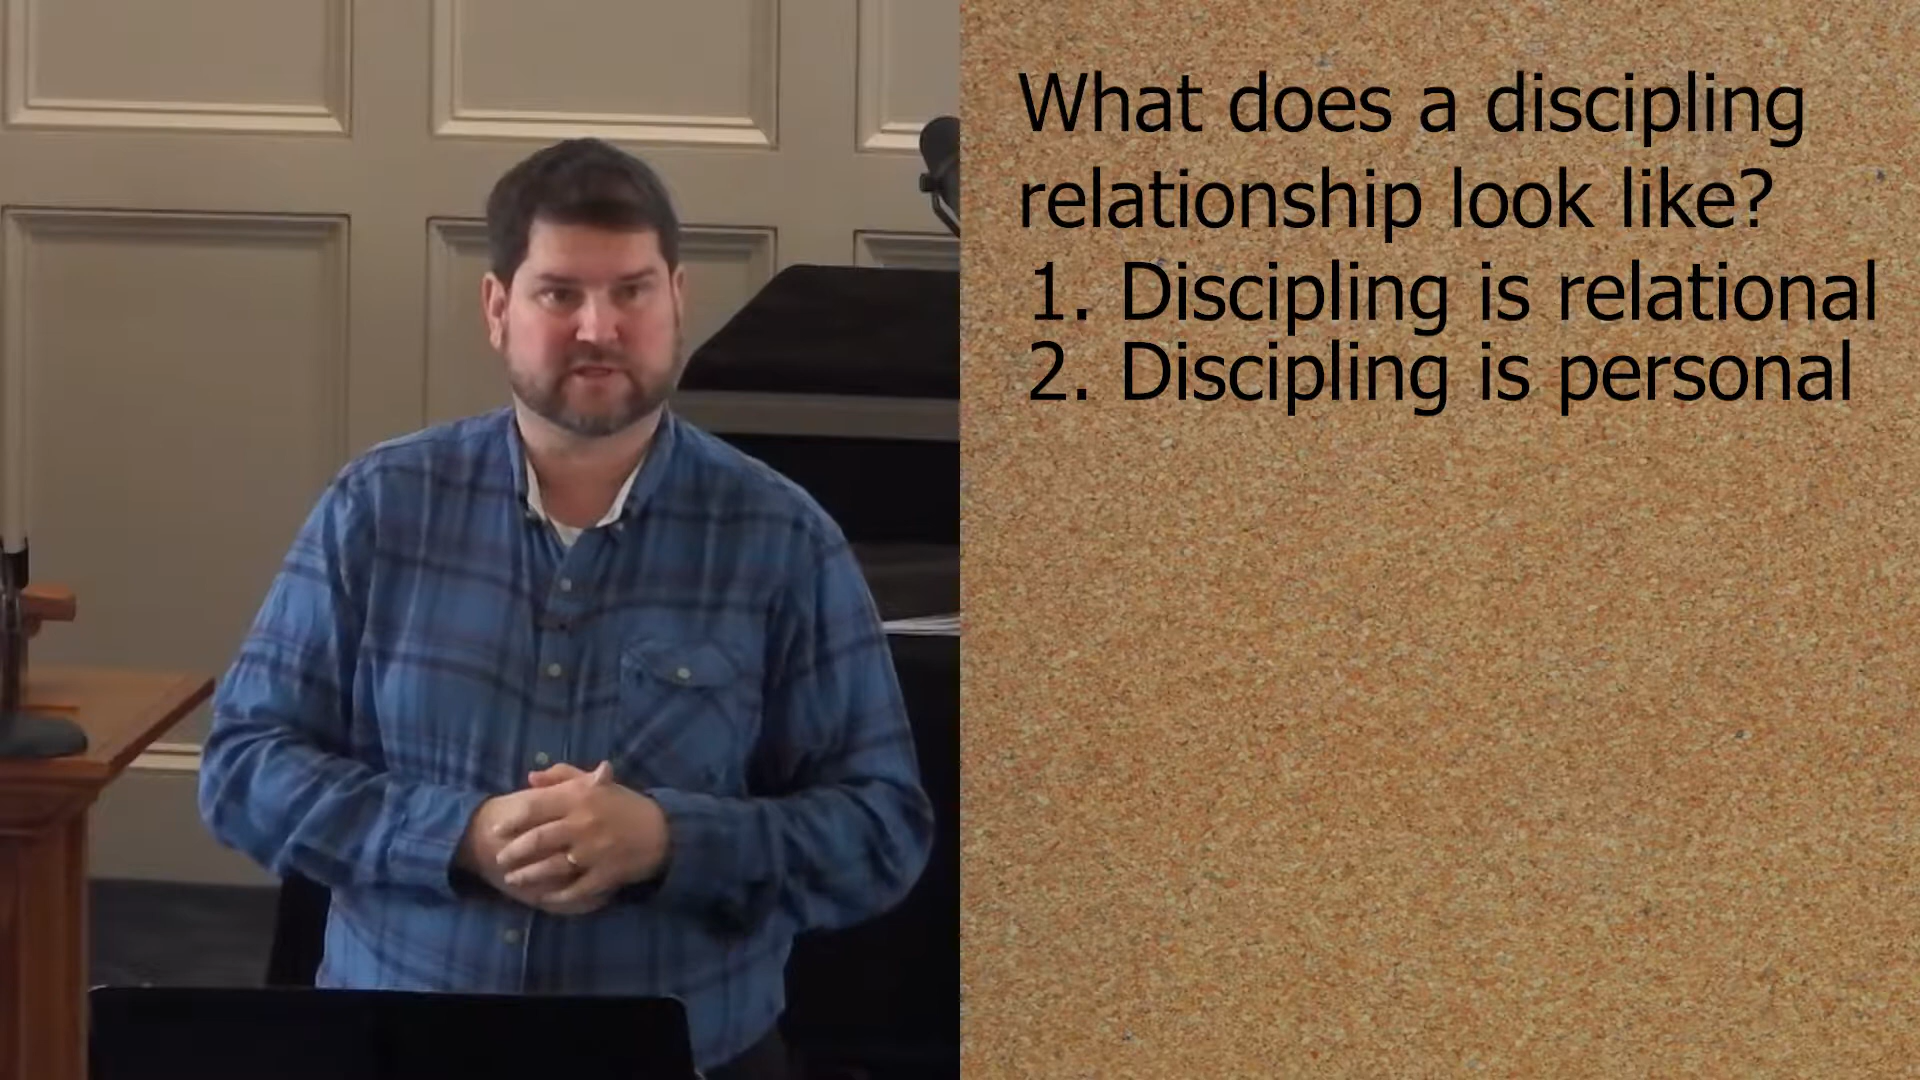 What does a discipling
relationship look like?
1. Discipling is relational
2. Discipling is personal